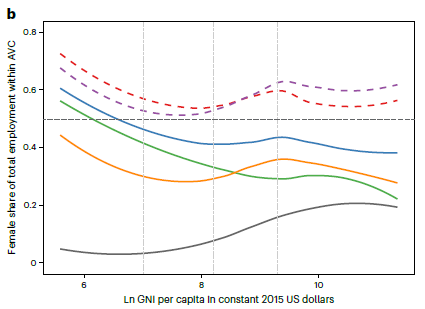 b
Female share of total employment within AVC
0.8
0.6
0.4
0.2
0
6
8
10
Ln GNI per capita in constant 2015 US dollars